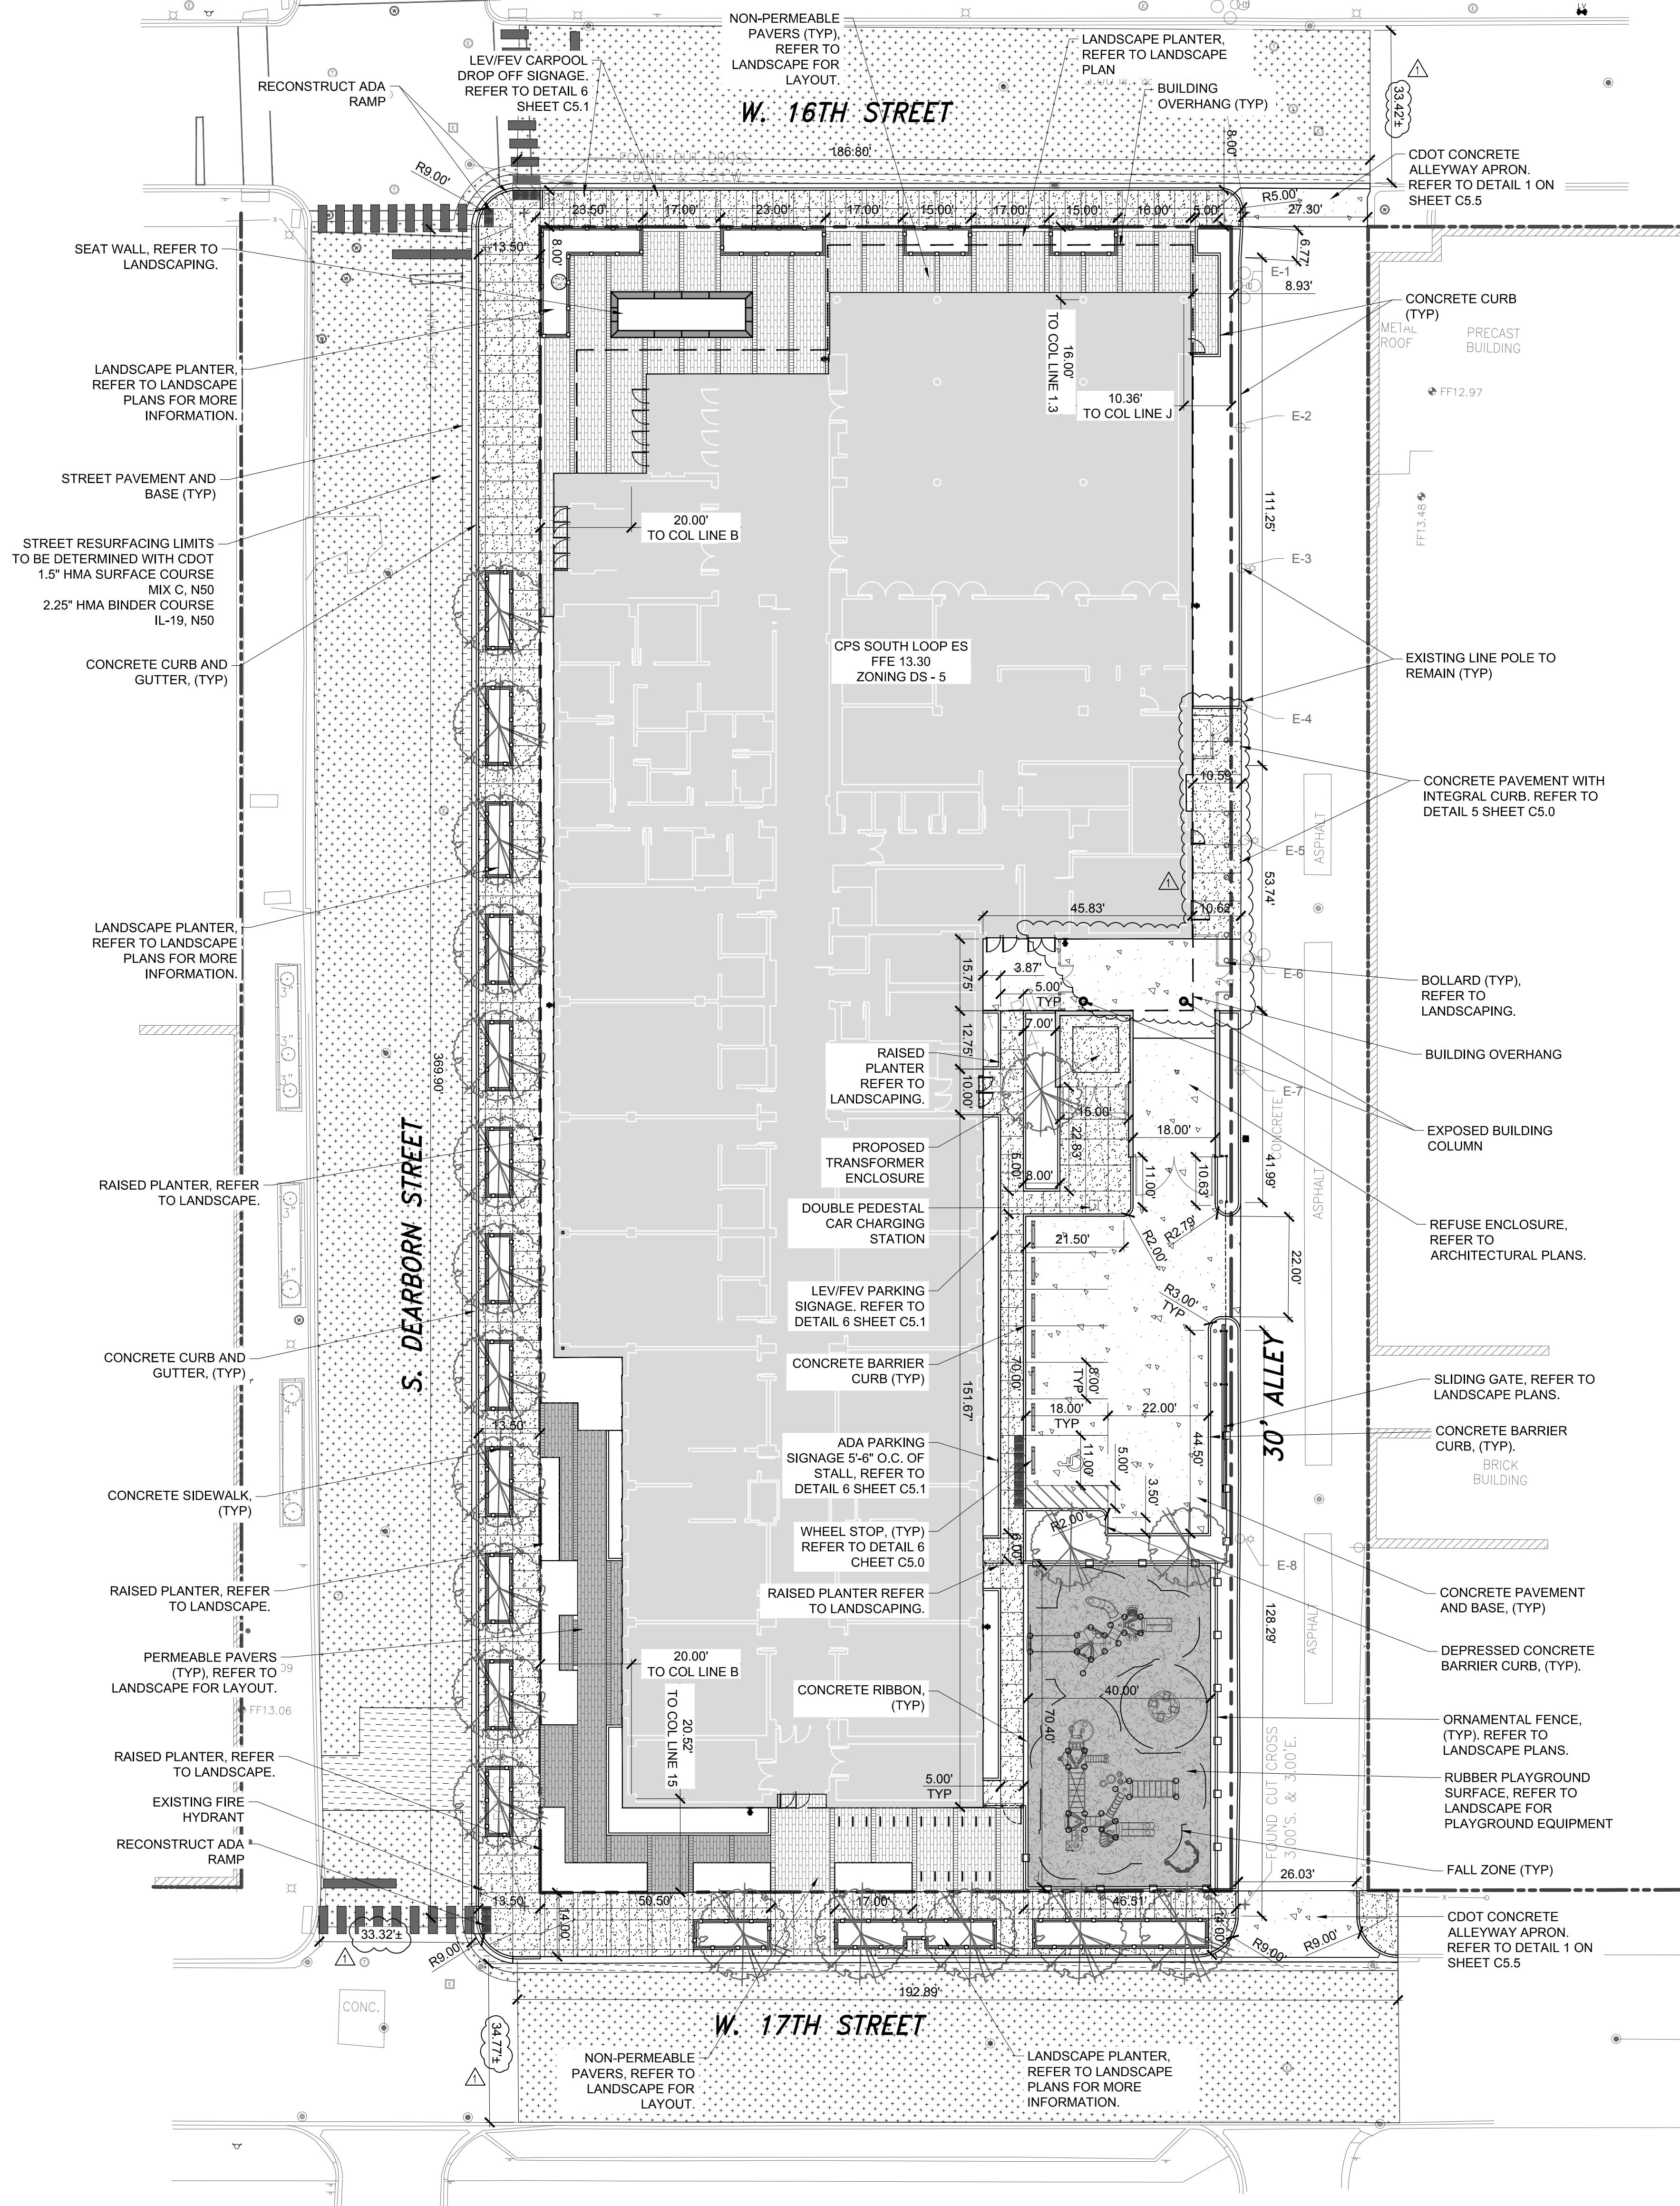 NON-PERMEABLE
PAVERS (TYP),
REFER TO
LANDSCAPE FOR
LAYOUT.
LANDSCAPE PLANTER,
REFER TO LANDSCAPE
PLAN
BUILDING
OVERHANG (TYP)
LEV/FEV CARPOOL
DROP OFF SIGNAGE.
REFER TO DETAIL 6
SHEET C5.1
RECONSTRUCT ADA
RAMP
W. 16TH STREET
33.42'±
1
8.00'
186.80'
R9.00'
R5.00'
27.30'
CDOT CONCRETE
ALLEYWAY APRON.
REFER TO DETAIL 1 ON
SHEET C5.5
23.50'
17.00'
23.00'
17.00'
15.00'
17.00'
15.00'
16.00'
5.00'
13.50'
8.00'
6.77'
8.93'
SEAT WALL, REFER TO
LANDSCAPING.
E-1
CONCRETE CURB
(TYP)
METAL
ROOF
PRECAST
BUILDING
16.00'
TO COL LINE 1.3
10.36'
TO COL LINE J
FF12.97
E-2
LANDSCAPE PLANTER,
REFER TO LANDSCAPE
PLANS FOR MORE
INFORMATION.
STREET PAVEMENT AND
BASE (TYP)
20.00'
TO COL LINE B
111.25'
FF13.48
STREET RESURFACING LIMITS
TO BE DETERMINED WITH CDOT
1.5" HMA SURFACE COURSE
MIX C, N50
2.25" HMA BINDER COURSE
IL-19, N50
E-3
CONCRETE CURB AND
GUTTER, (TYP)
CPS SOUTH LOOP ES
FFE 13.30
ZONING DS - 5
EXISTING LINE POLE TO
REMAIN (TYP)
E-4
10.59'
CONCRETE PAVEMENT WITH
INTEGRAL CURB. REFER TO
DETAIL 5 SHEET C5.0
ASPHALT
E-5
53.74'
1
45.83'
10.62'
LANDSCAPE PLANTER,
REFER TO LANDSCAPE
PLANS FOR MORE
INFORMATION.
15.75'
3.87'
5.00'
TYP
E-6
BOLLARD (TYP),
REFER TO
LANDSCAPING.
7.00'
12.75'
10.00'
RAISED
PLANTER
REFER TO
LANDSCAPING.
BUILDING OVERHANG
E-7
CONCRETE
369.90'
15.00'
22.83'
18.00'
EXPOSED BUILDING
COLUMN
S. DEARBORN STREET
PROPOSED
TRANSFORMER
ENCLOSURE
5.00'
8.00'
11.00'
10.63'
41.99'
ASPHALT
RAISED PLANTER, REFER
TO LANDSCAPE.
DOUBLE PEDESTAL
CAR CHARGING
STATION
21.50'
R2.00'
R2.79'
REFUSE ENCLOSURE,
REFER TO
ARCHITECTURAL PLANS.
22.00'
LEV/FEV PARKING
SIGNAGE. REFER TO
DETAIL 6 SHEET C5.1
R3.00'
TYP
30' ALLEY
CONCRETE CURB AND
GUTTER, (TYP)
CONCRETE BARRIER
CURB (TYP)
70.00'
8.00'
TYP
SLIDING GATE, REFER TO
LANDSCAPE PLANS.
151.67'
18.00'
TYP
22.00'
13.50'
44.50'
CONCRETE BARRIER
CURB, (TYP).
BRICK
BUILDING
ADA PARKING
SIGNAGE 5'-6" O.C. OF
STALL, REFER TO
DETAIL 6 SHEET C5.1
11.00'
5.00'
3.50'
CONCRETE SIDEWALK,
(TYP)
WHEEL STOP, (TYP)
REFER TO DETAIL 6
CHEET C5.0
R2.00'
6.00'
E-8
RAISED PLANTER, REFER
TO LANDSCAPE.
RAISED PLANTER REFER
TO LANDSCAPING.
CONCRETE PAVEMENT
AND BASE, (TYP)
128.29'
ASPHALT
PERMEABLE PAVERS
(TYP), REFER TO
LANDSCAPE FOR LAYOUT.
20.00'
TO COL LINE B
DEPRESSED CONCRETE
BARRIER CURB, (TYP).
CONCRETE RIBBON,
(TYP)
40.00'
70.40'
FF13.06
20.52'
TO COL LINE 15
ORNAMENTAL FENCE,
(TYP). REFER TO
LANDSCAPE PLANS.
RAISED PLANTER, REFER
TO LANDSCAPE.
5.00'
TYP
FOUND CUT CROSS
3.00'S. & 3.00'E.
RUBBER PLAYGROUND
SURFACE, REFER TO
LANDSCAPE FOR
PLAYGROUND EQUIPMENT
EXISTING FIRE
HYDRANT
RECONSTRUCT ADA
RAMP
FALL ZONE (TYP)
26.03'
13.50'
50.50'
17.00'
46.51'
14.00'
14.00'
33.32'±
1
R9.00'
R9.00'
R9.00'
CDOT CONCRETE
ALLEYWAY APRON.
REFER TO DETAIL 1 ON
SHEET C5.5
192.89'
CONC.
34.77'±
1
W. 17TH STREET
NON-PERMEABLE
PAVERS, REFER TO
LANDSCAPE FOR
LAYOUT.
LANDSCAPE PLANTER,
REFER TO LANDSCAPE
PLANS FOR MORE
INFORMATION.